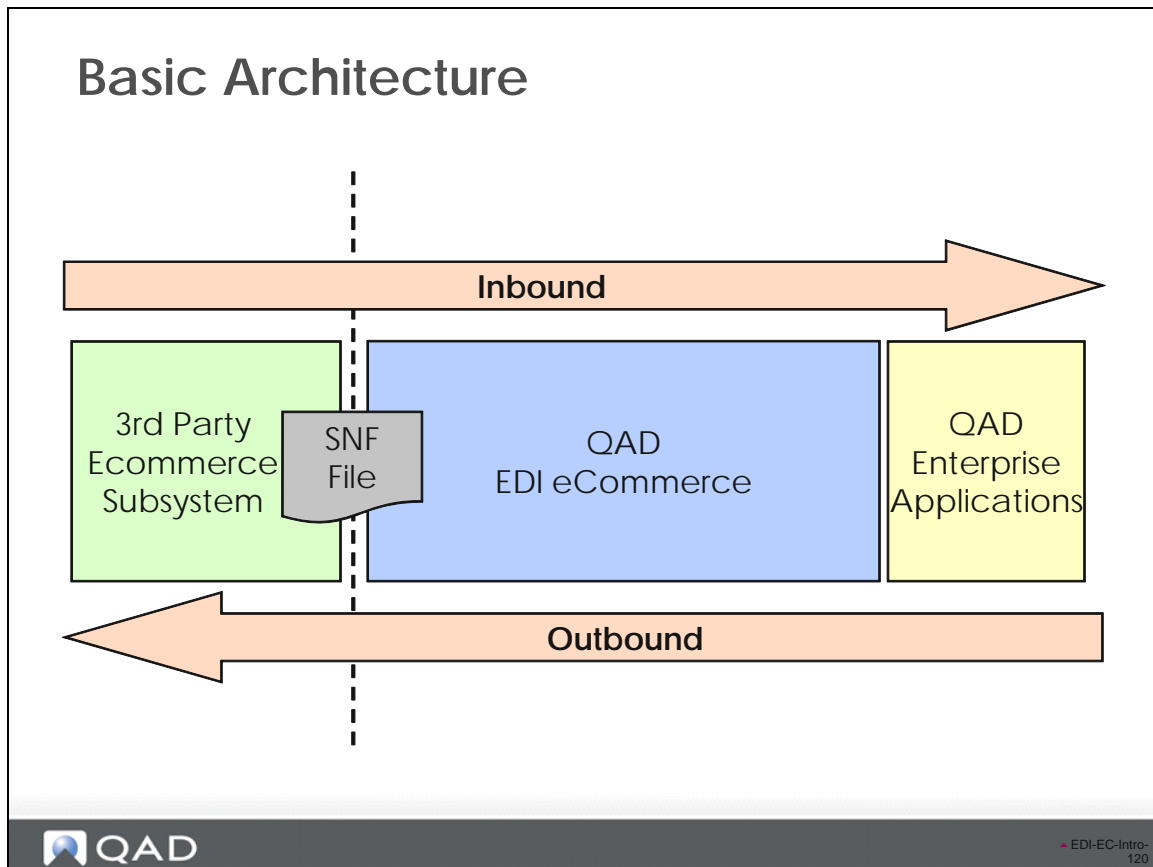 Basic Architecture
Inbound
3rd Party
Ecommerce
Subsystem
SNF
File
QAD
EDI eCommerce
QAD
Enterprise
Applications
Outbound
QAD
EDI-EC-Intro-
120